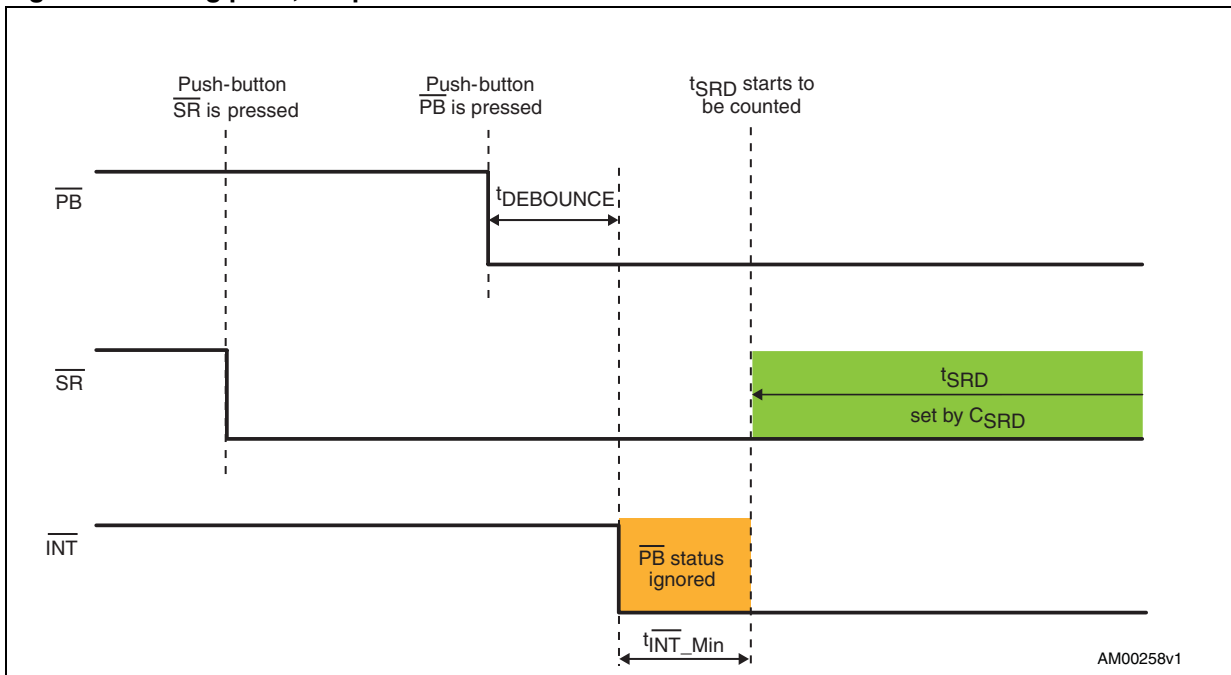 Push-button
SR is pressed
Push-button
PB is pressed
tSRD starts to
be counted
PB
tDEBOUNCE
SR
tSRD
set by CSRD
INT
PB status
ignored
tINT_Min
AM00258v1